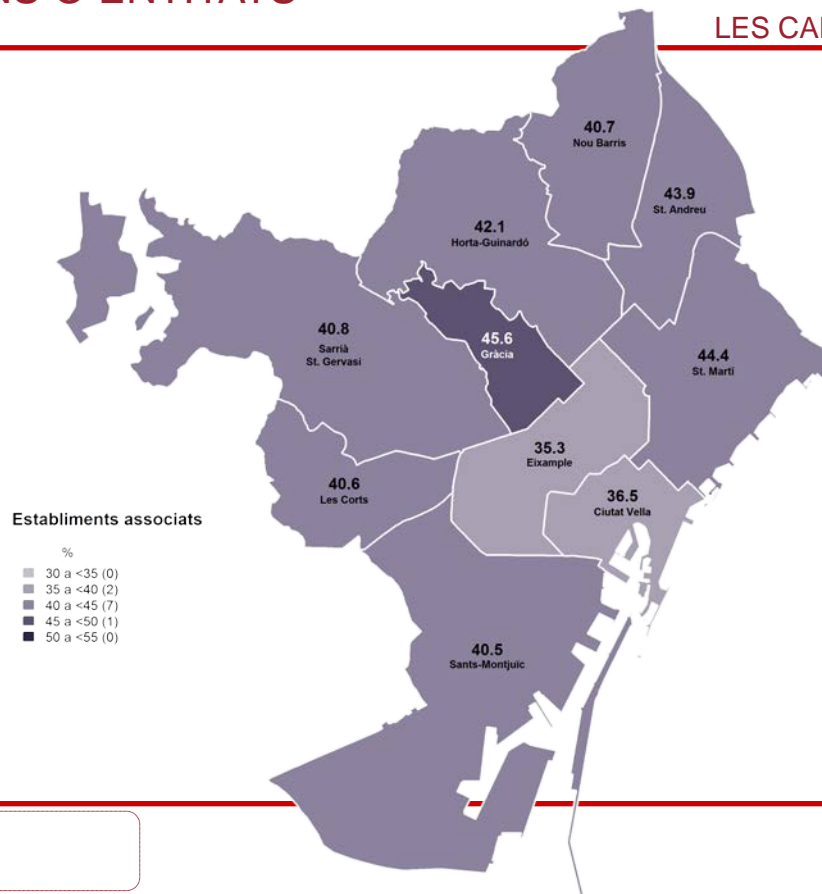 LES
40.7
Nou Barris
43.9
St. Andreu
42.1
Horta-Guinardó
40.8
Sarrià
St. Gervasi
45.6
Gràcia
44.4
St. Martí
35.3
Eixample
40.6
Les Corts
36.5
Ciutat Vella
Establiments associats
%
30 a <35 (0)
35 a <40 (2)
40 a <45 (7)
45 a <50 (1)
50 a <55 (0)
40.5
Sants-Montjuïc